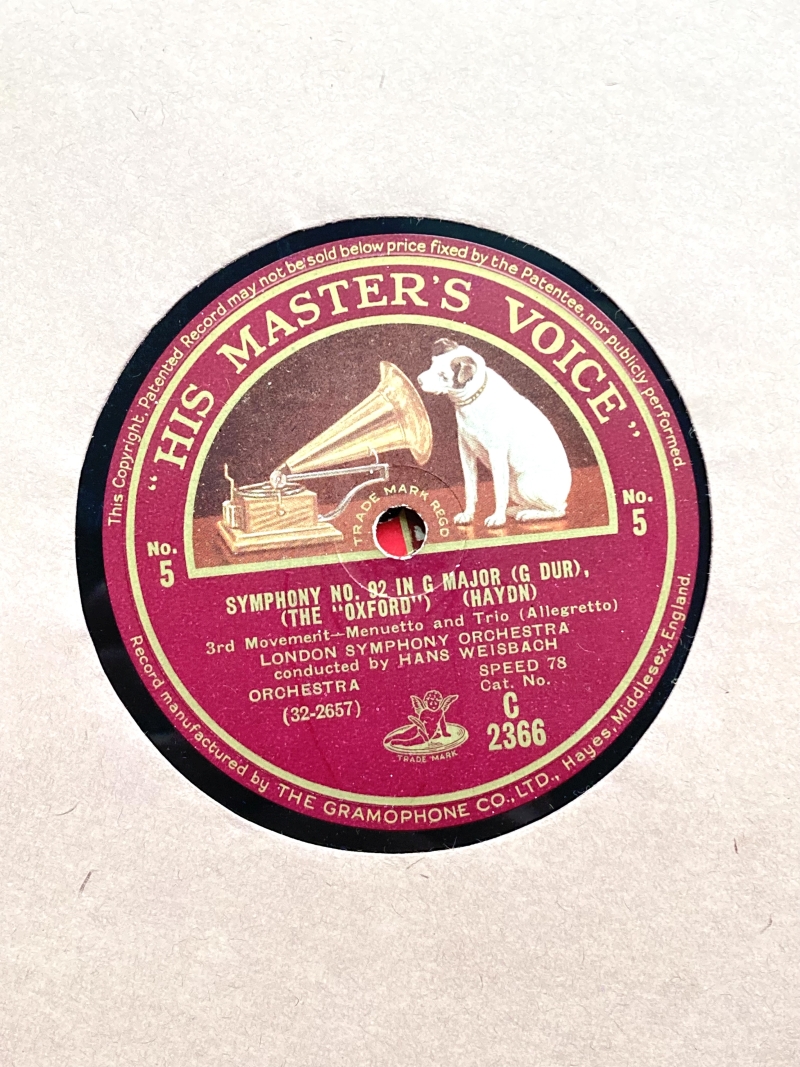 This Copyright, Patented Record may not be sold below price fixed by the Patentee, nor publicly performed.
"HIS MASTER'S VOICE"
TRADE MARK REGD
No. 5
No. 5
SYMPHONY NO. 92 IN G MAJOR (G DUR),
(THE "OXFORD") (HAYDN)
3rd Movement—Menuetto and Trio (Allegretto)
LONDON SYMPHONY ORCHESTRA
conducted by HANS WEISBACH
ORCHESTRA
SPEED 78
(32-2657)
Cat. No.
C
2366
TRADE MARK
Record manufactured by THE GRAMOPHONE CO., LTD., Hayes, Middlesex, England.